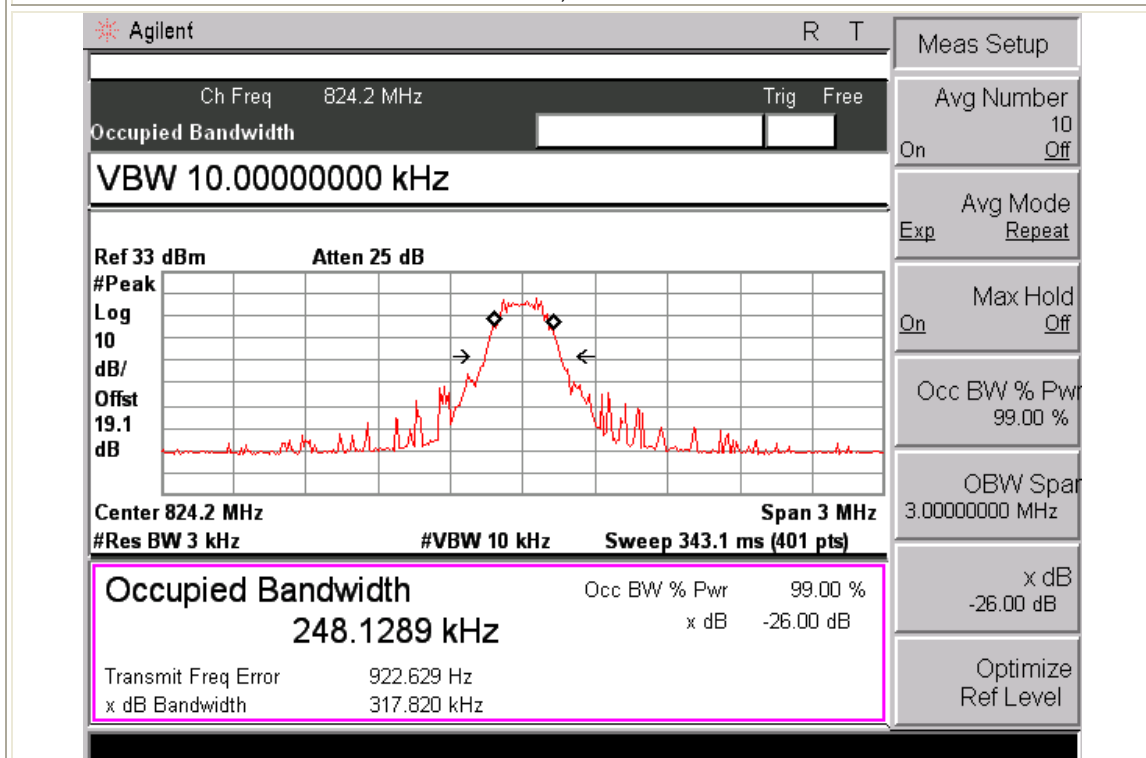 Agilent R T
Meas Setup
Ch Freq 824.2 MHz Trig Free
Occupied Bandwidth
Avg Number
10
On Off
VBW 10.00000000 kHz
Avg Mode
Exp Repeat
Ref 33 dBm Atten 25 dB
#Peak
Log
10
dB/
Offst
19.1
dB
Max Hold
On Off
Occ BW % Pwr
99.00 %
OBW Span
3.00000000 MHz
Center 824.2 MHz Span 3 MHz
#Res BW 3 kHz #VBW 10 kHz Sweep 343.1 ms (401 pts)
Occupied Bandwidth
248.1289 kHz
Occ BW % Pwr 99.00 %
x dB -26.00 dB
Transmit Freq Error 922.629 Hz
x dB Bandwidth 317.820 kHz
x dB
-26.00 dB
Optimize
Ref Level